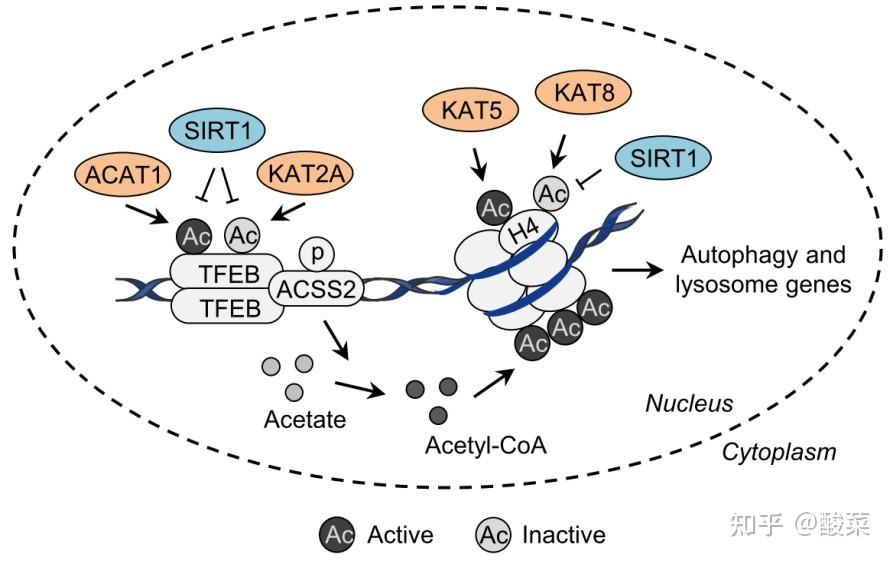 KAT5
KAT8
SIRT1
SIRT1
ACAT1
KAT2A
Ac
Ac
Ac
Ac
H4
p
TFEB
ACSS2
TFEB
Autophagy and
lysosome genes
Ac
Ac
Ac
Acetate
Acetyl-CoA
Nucleus
Cytoplasm
Ac Active
Ac Inactive
知乎 @酸菜